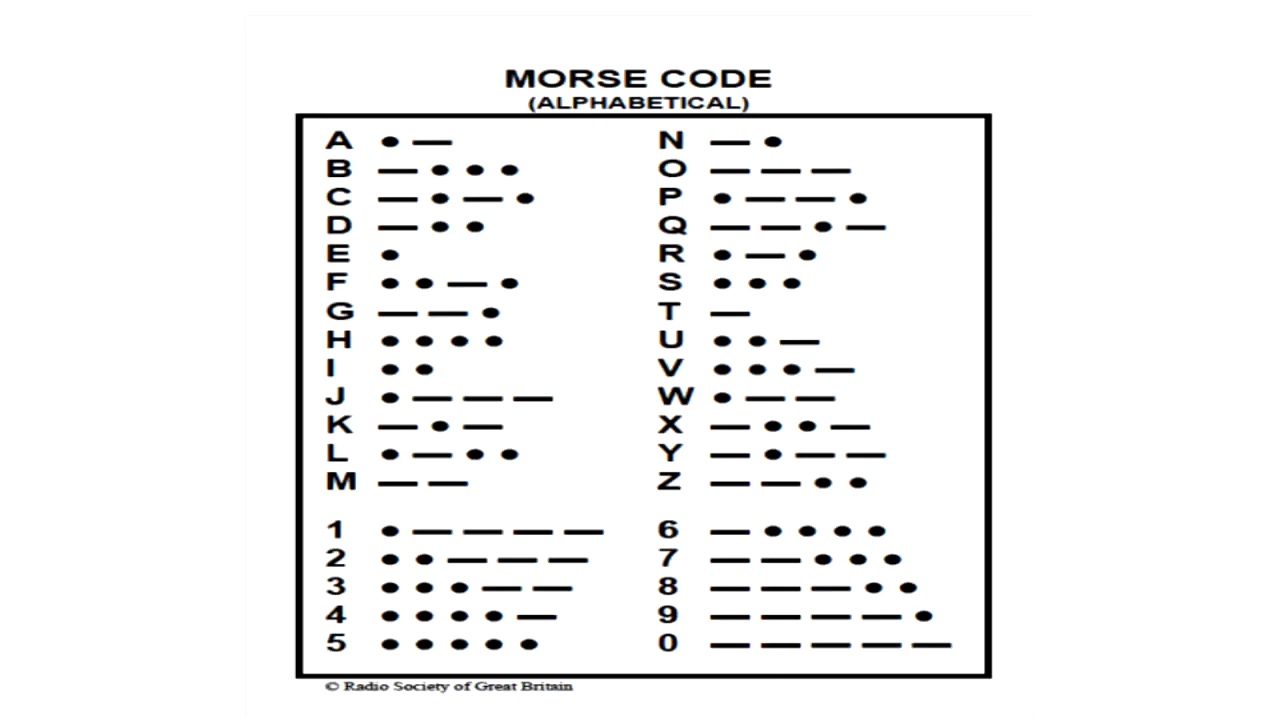 MORSE CODE
(ALPHABETICAL)
A • — N — •
B — • • • O — — —
C — • — • P • — — •
D — • • Q — — • —
E • R • — •
F • • — • S • • •
G — — • T —
H • • • • U • • —
I • • V • • • —
J • — — — W • — —
K — • — X — • • —
L • — • • Y — • — —
M — — Z — — • •
1 • — — — — 6 — • • • •
2 • • — — — 7 — — • • •
3 • • • — — 8 — — — • •
4 • • • • — 9 — — — — •
5 • • • • • 0 — — — — —
© Radio Society of Great Britain